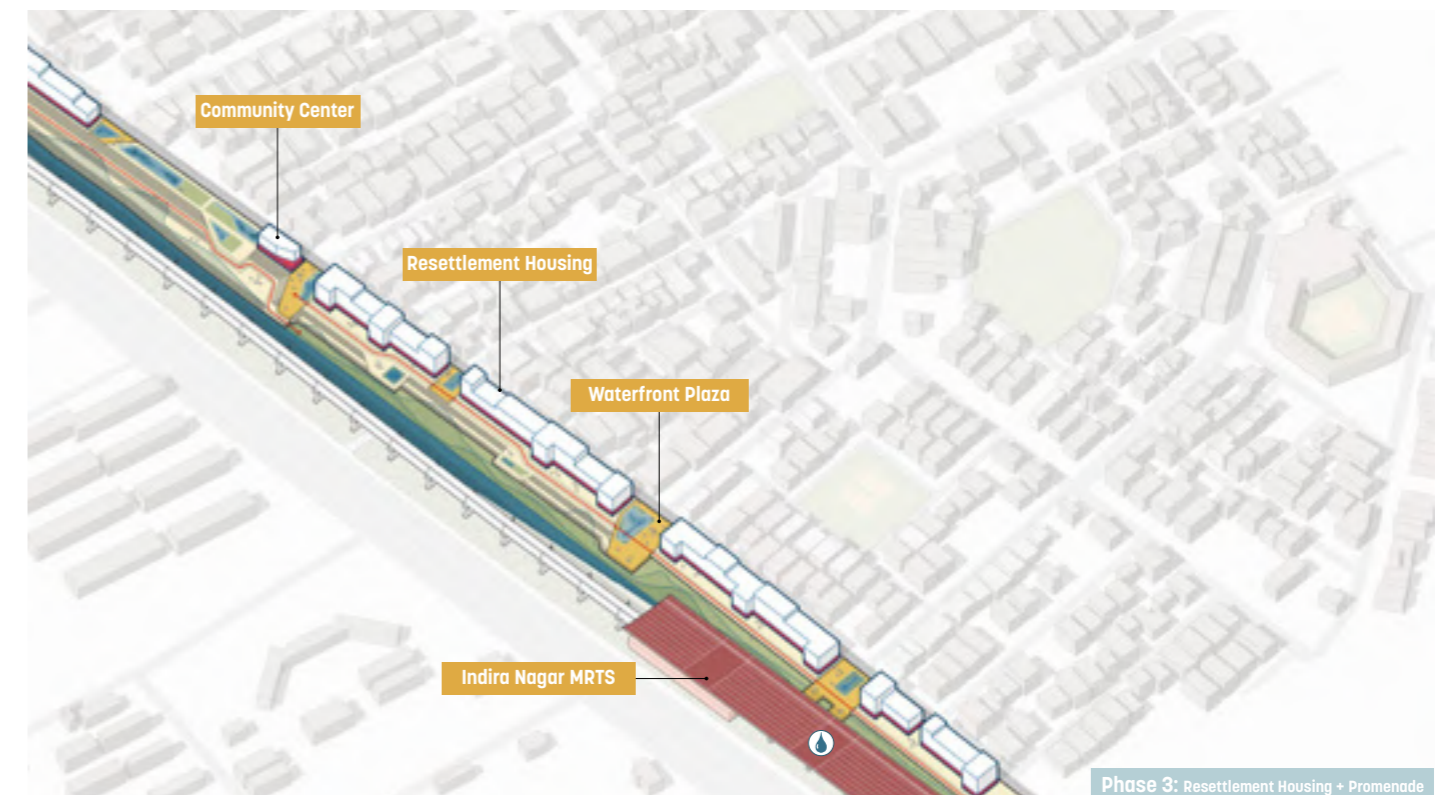 Community Center
Resettlement Housing
Waterfront Plaza
Indira Nagar MRTS
Phase 3: Resettlement Housing + Promenade